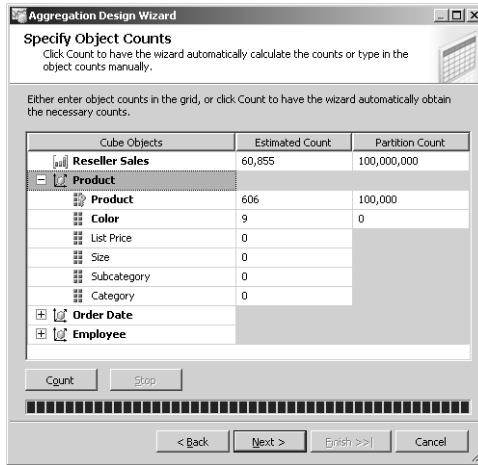 Aggregation Design Wizard
Specify Object Counts
Click Count to have the wizard automatically calculate the counts or type in the
object counts manually.
Either enter object counts in the grid, or click Count to have the wizard automatically obtain
the necessary counts.
Cube Objects Estimated Count Partition Count
Reseller Sales 60,855 100,000,000
Product
Product 606 100,000
Color 9 0
List Price 0
Size 0
Subcategory 0
Category 0
Order Date
Employee
Count Stop
< Back Next > Finish >>| Cancel